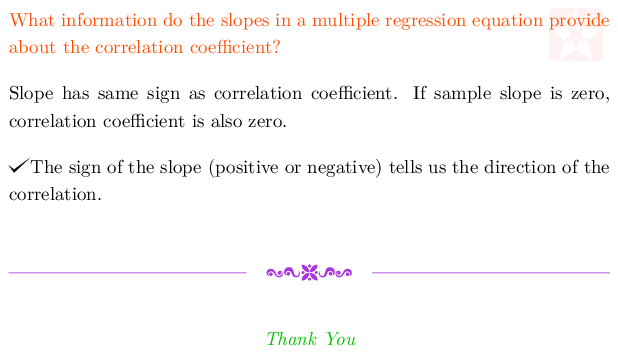 What information do the slopes in a multiple regression equation provide
about the correlation coefficient?
Slope has same sign as correlation coefficient. If sample slope is zero,
correlation coefficient is also zero.
✓The sign of the slope (positive or negative) tells us the direction of the
correlation.
Thank You